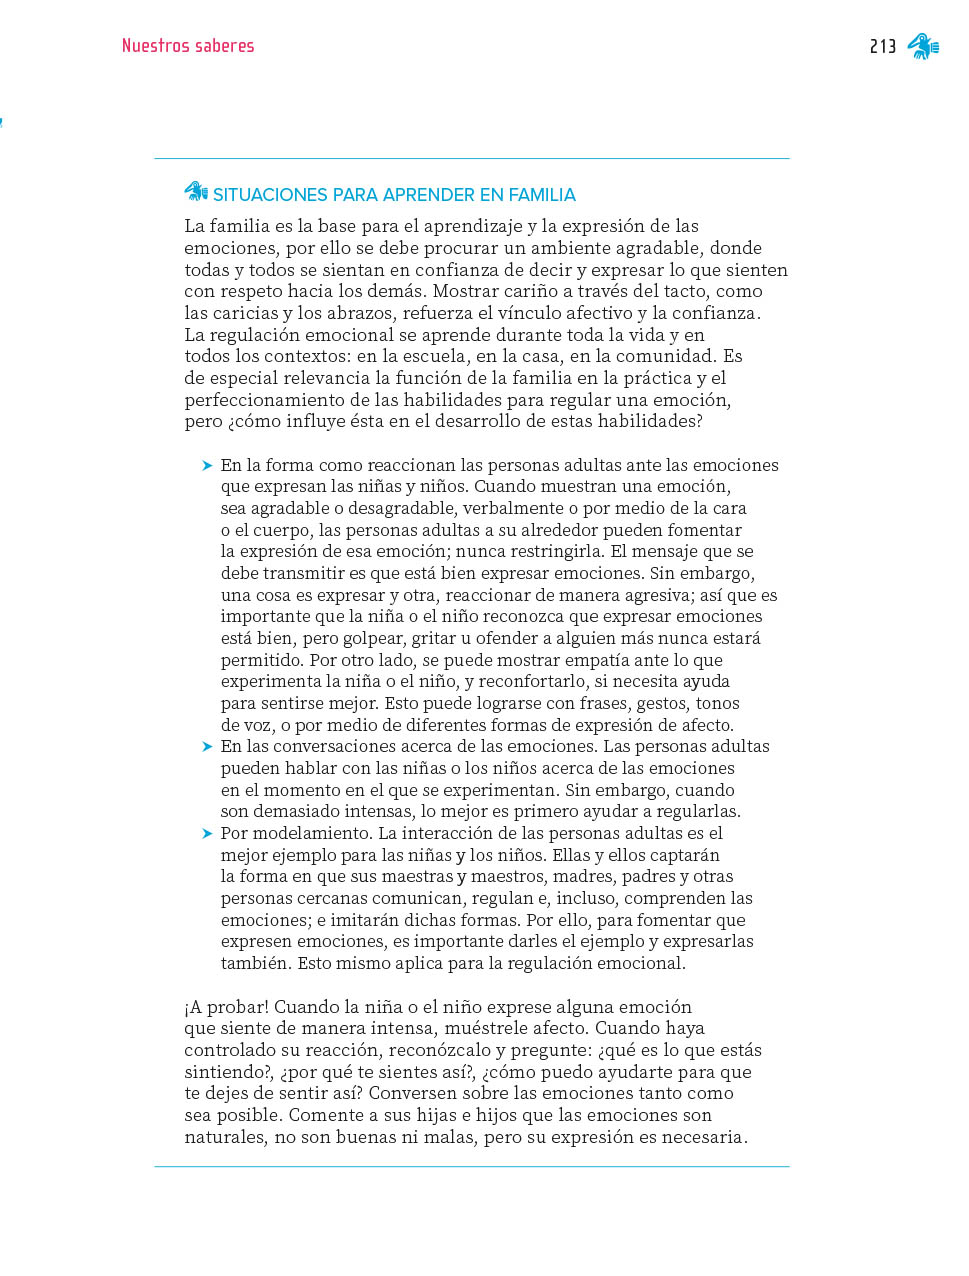 Nuestros saberes
213
SITUACIONES PARA APRENDER EN FAMILIA
La familia es la base para el aprendizaje y la expresión de las
emociones, por ello se debe procurar un ambiente agradable, donde
todas y todos se sientan en confianza de decir y expresar lo que sienten
con respeto hacia los demás. Mostrar cariño a través del tacto, como
las caricias y los abrazos, refuerza el vínculo afectivo y la confianza.
La regulación emocional se aprende durante toda la vida y en
todos los contextos: en la escuela, en la casa, en la comunidad. Es
de especial relevancia la función de la familia en la práctica y el
perfeccionamiento de las habilidades para regular una emoción,
pero ¿cómo influye ésta en el desarrollo de estas habilidades?
➤ En la forma como reaccionan las personas adultas ante las emociones
que expresan las niñas y niños. Cuando muestran una emoción,
sea agradable o desagradable, verbalmente o por medio de la cara
o el cuerpo, las personas adultas a su alrededor pueden fomentar
la expresión de esa emoción; nunca restringirla. El mensaje que se
debe transmitir es que está bien expresar emociones. Sin embargo,
una cosa es expresar y otra, reaccionar de manera agresiva; así que es
importante que la niña o el niño reconozca que expresar emociones
está bien, pero golpear, gritar u ofender a alguien más nunca estará
permitido. Por otro lado, se puede mostrar empatía ante lo que
experimenta la niña o el niño, y reconfortarlo, si necesita ayuda
para sentirse mejor. Esto puede lograrse con frases, gestos, tonos
de voz, o por medio de diferentes formas de expresión de afecto.
➤ En las conversaciones acerca de las emociones. Las personas adultas
pueden hablar con las niñas o los niños acerca de las emociones
en el momento en el que se experimentan. Sin embargo, cuando
son demasiado intensas, lo mejor es primero ayudar a regularlas.
➤ Por modelamiento. La interacción de las personas adultas es el
mejor ejemplo para las niñas y los niños. Ellas y ellos captarán
la forma en que sus maestras y maestros, madres, padres y otras
personas cercanas comunican, regulan e, incluso, comprenden las
emociones; e imitarán dichas formas. Por ello, para fomentar que
expresen emociones, es importante darles el ejemplo y expresarlas
también. Esto mismo aplica para la regulación emocional.
¡A probar! Cuando la niña o el niño exprese alguna emoción
que siente de manera intensa, muéstrele afecto. Cuando haya
controlado su reacción, reconózcalo y pregunte: ¿qué es lo que estás
sintiendo?, ¿por qué te sientes así?, ¿cómo puedo ayudarte para que
te dejes de sentir así? Conversen sobre las emociones tanto como
sea posible. Comente a sus hijas e hijos que las emociones son
naturales, no son buenas ni malas, pero su expresión es necesaria.